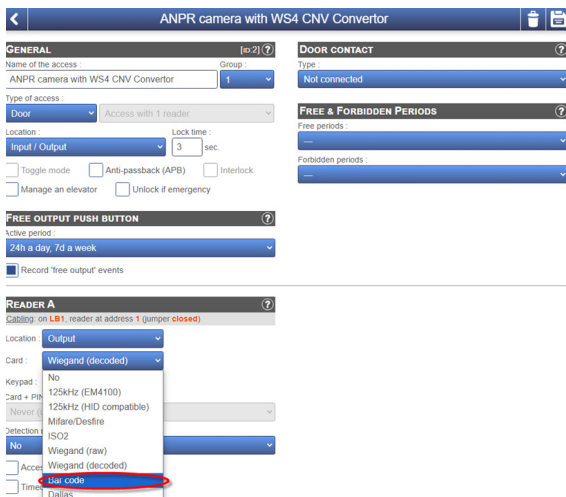 ANPR camera with WS4 CNV Convertor
GENERAL [ID:2] ?
Name of the access : Group :
ANPR camera with WS4 CNV Convertor 1
Type of access :
Door Access with 1 reader
Location : Lock time :
Input / Output 3 sec.
Toggle mode Anti-passback (APB) Interlock
Manage an elevator Unlock if emergency
FREE OUTPUT PUSH BUTTON ?
Active period :
24h a day, 7d a week
Record 'free output' events
DOOR CONTACT ?
Type :
Not connected
FREE & FORBIDDEN PERIODS ?
Free periods :
—
Forbidden periods :
—
READER A ?
Cabling: on LB1, reader at address 1 (jumper closed)
Location : Output
Card : Wiegand (decoded)
Keypad :
Card + PIN
Never
Detection
No
No
125kHz (EM4100)
125kHz (HID compatible)
Mifare/Desfire
ISO2
Wiegand (raw)
Wiegand (decoded)
Bar code
Dallas